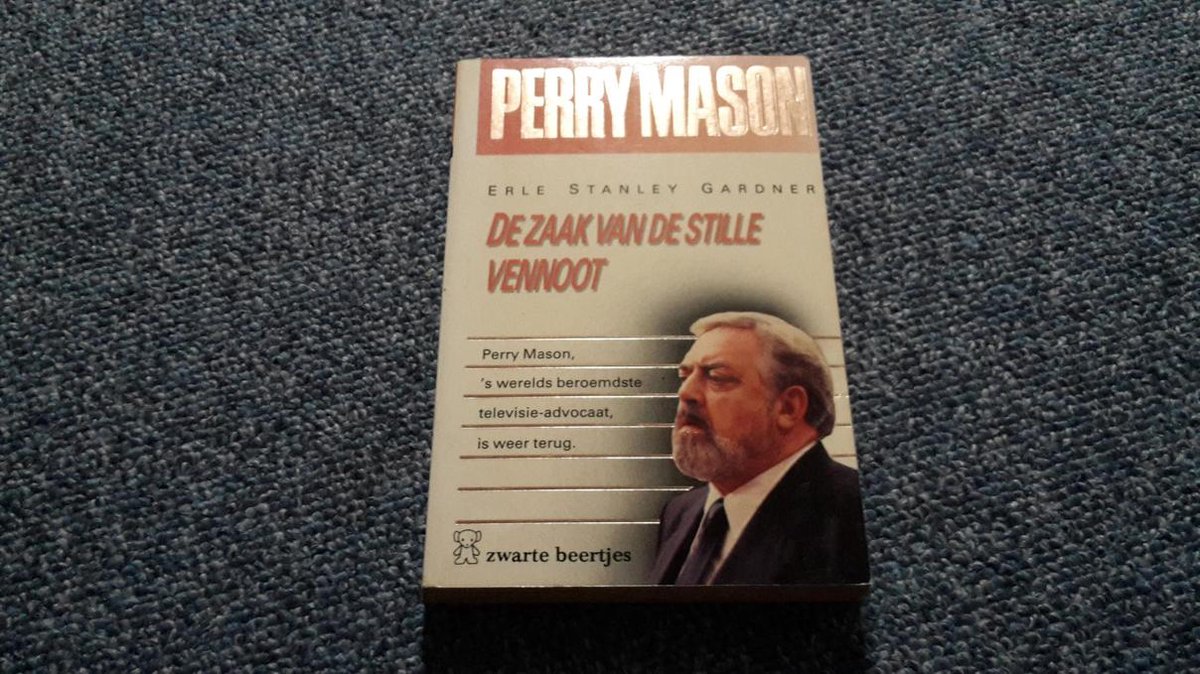 PERRY MASON
ERLE STANLEY GARDNER
DE ZAAK VAN DE STILLE
VENNOOT
Perry Mason,
's werelds beroemdste
televisie-advocaat,
is weer terug.
zwarte beertjes